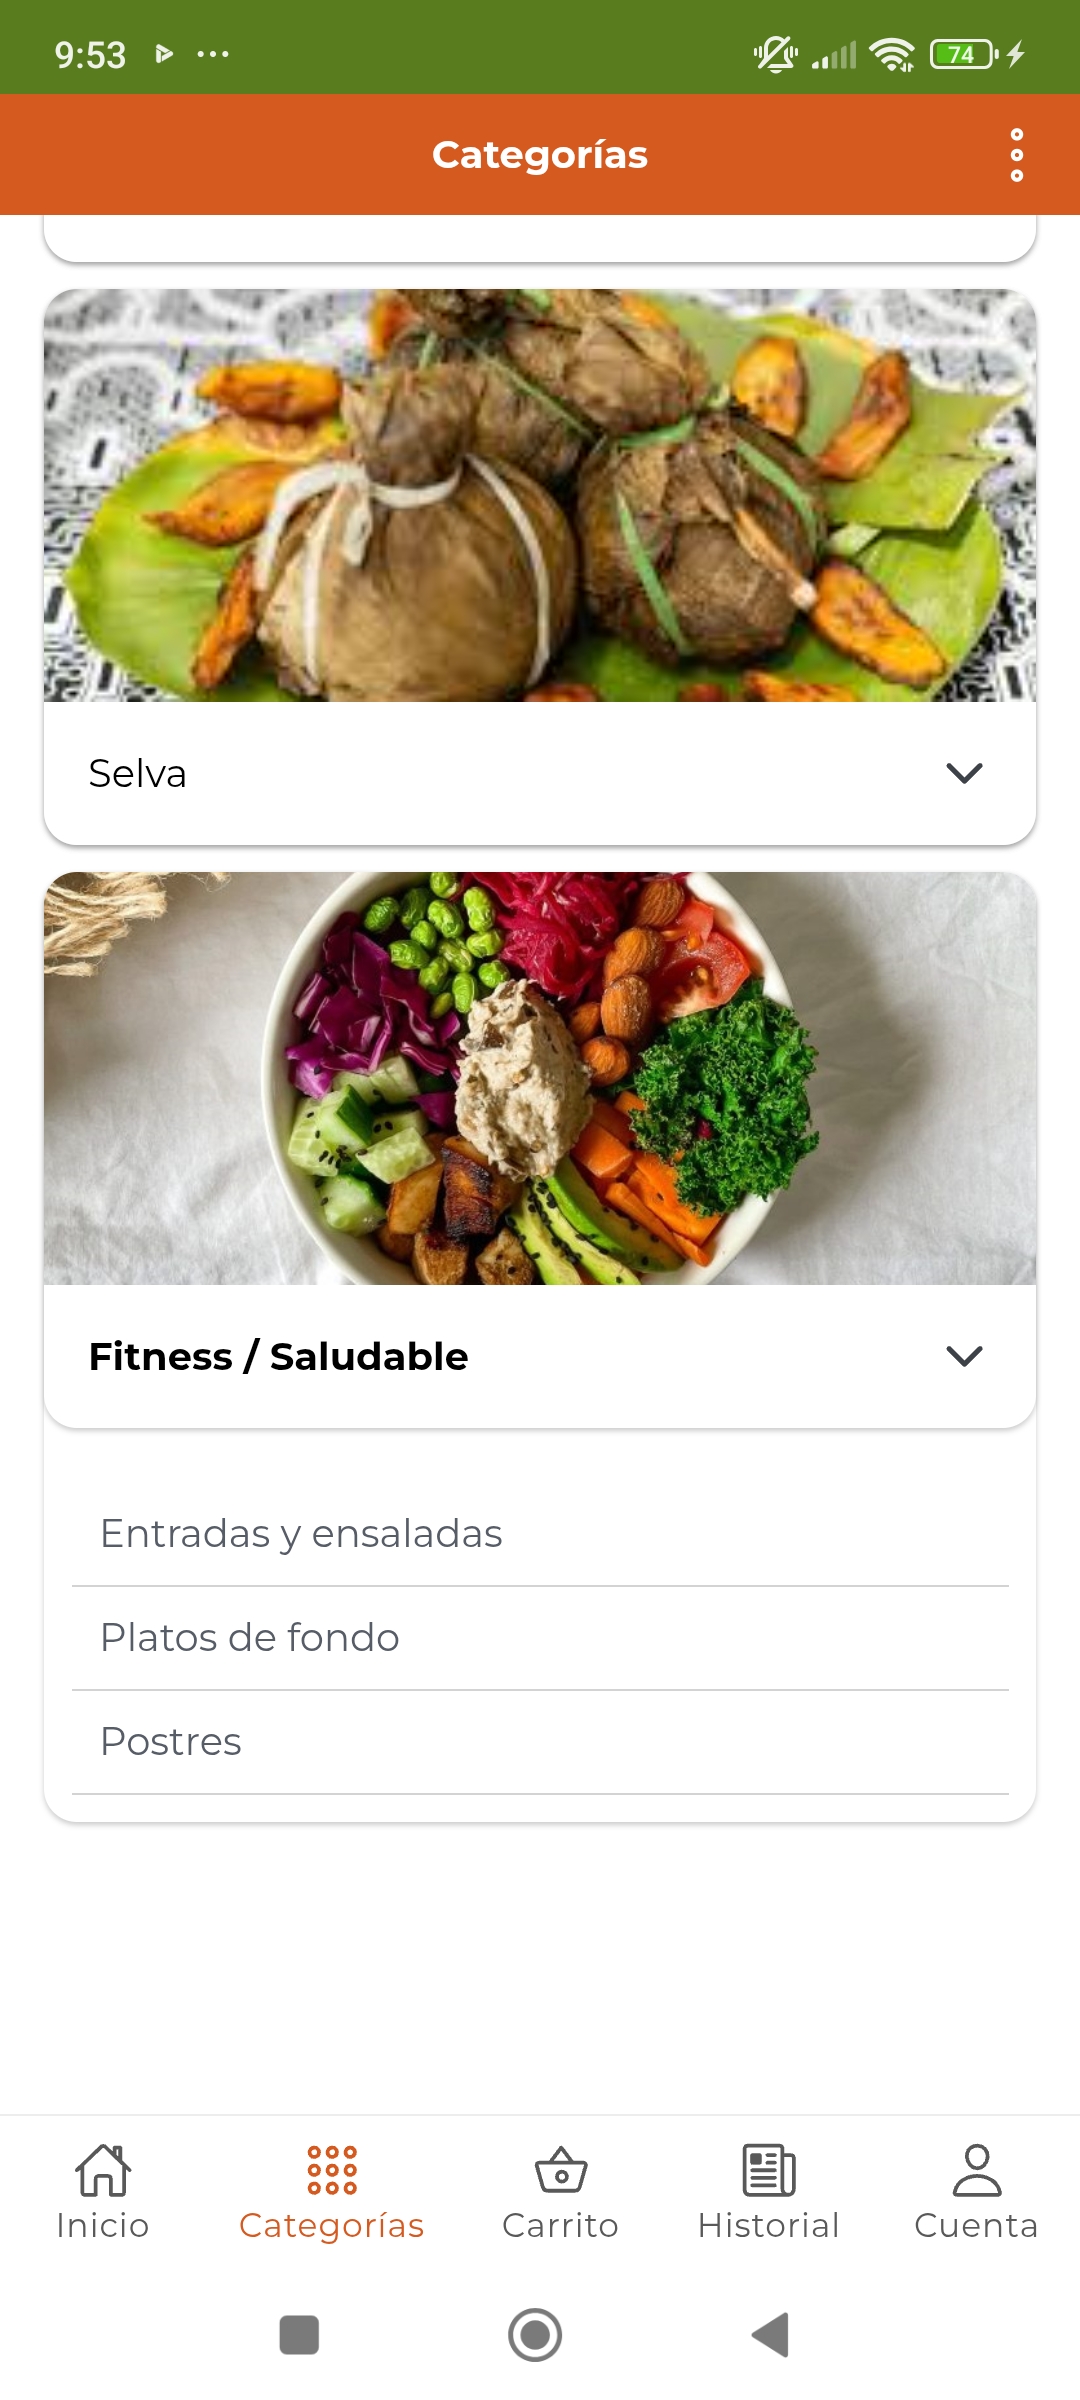 9:53
74
Categorías
Selva
Fitness / Saludable
Entradas y ensaladas
Platos de fondo
Postres
Inicio
Categorías
Carrito
Historial
Cuenta